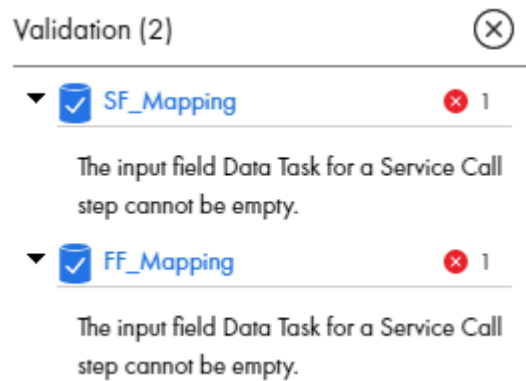 Validation (2)
SF_Mapping 1
The input field Data Task for a Service Call
step cannot be empty.
FF_Mapping 1
The input field Data Task for a Service Call
step cannot be empty.